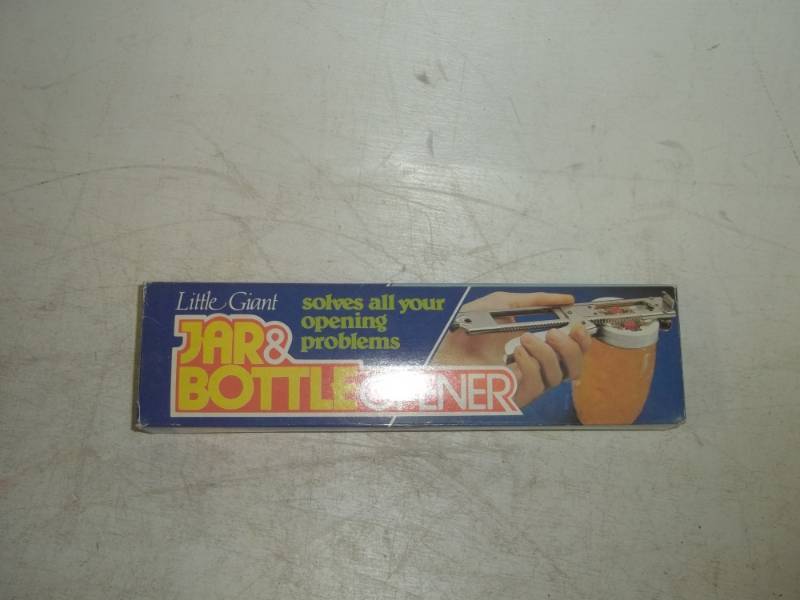 Little Giant
JAR &
BOTTLE OPENER
solves all your
opening
problems